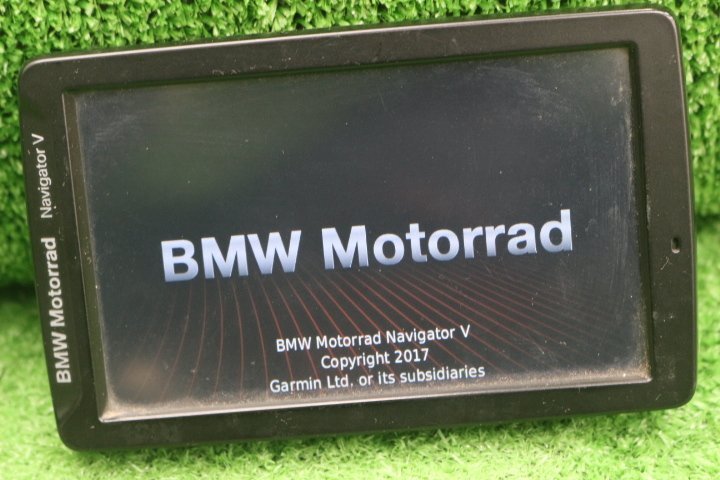 BMW Motorrad Navigator V
BMW Motorrad
BMW Motorrad Navigator V
Copyright 2017
Garmin Ltd. or its subsidiaries